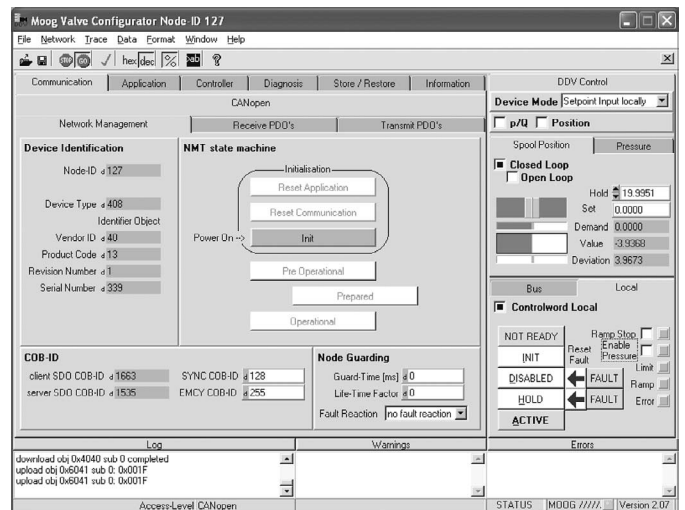 Moog Valve Configurator Node-ID 127
File Network Trace Data Format Window Help
STOP GO hex dec %
Communication Application Controller Diagnosis Store / Restore Information
CANopen
Network Management Receive PDO's Transmit PDO's
Device Identification
Node-ID d 127
Device Type d 408
Identifier Object
Vendor ID d 40
Product Code d 13
Revision Number d 1
Serial Number d 339
NMT state machine
Initialisation
Reset Application
Reset Communication
Power On --> Init
Pre Operational
Prepared
Operational
COB-ID
client SDO COB-ID d 1663 SYNC COB-ID d 128
server SDO COB-ID d 1535 EMCY COB-ID d 255
Node Guarding
Guard-Time [ms] d 0
Life-Time Factor d 0
Fault Reaction no fault reaction
DDV Control
Device Mode Setpoint Input locally
p/Q Position
Spool Position Pressure
Closed Loop
Open Loop
Hold 19.9951
Set 0.0000
Demand 0.0000
Value -3.9368
Deviation 3.9673
Bus Local
Controlword Local
NOT READY
INIT
DISABLED
HOLD
ACTIVE
Reset
Fault
FAULT
FAULT
Ramp Stop
Enable
Pressure
Limit
Ramp
Error
Log Warnings Errors
download obj 0x4040 sub 0 completed
upload obj 0x6041 sub 0: 0x001F
upload obj 0x6041 sub 0: 0x001F
Access-Level CANopen STATUS MOOG /////. Version 2.07